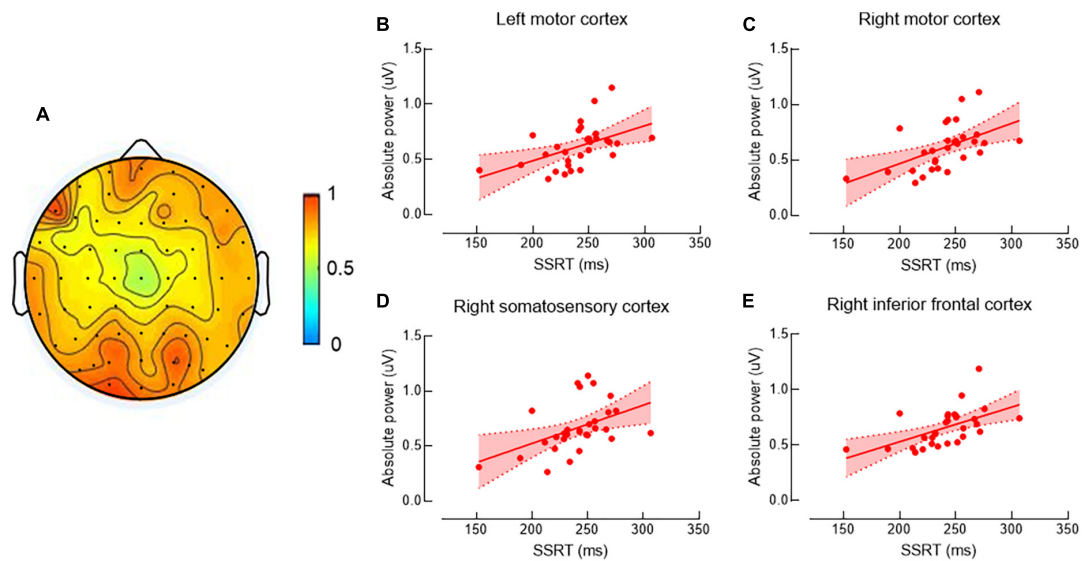 A
1
0.5
0
B
Left motor cortex
Absolute power (uV)
1.5
1.0
0.5
0.0
150 200 250 300 350
SSRT (ms)
C
Right motor cortex
Absolute power (uV)
1.5
1.0
0.5
0.0
150 200 250 300 350
SSRT (ms)
D
Right somatosensory cortex
Absolute power (uV)
1.5
1.0
0.5
0.0
150 200 250 300 350
SSRT (ms)
E
Right inferior frontal cortex
Absolute power (uV)
1.5
1.0
0.5
0.0
150 200 250 300 350
SSRT (ms)